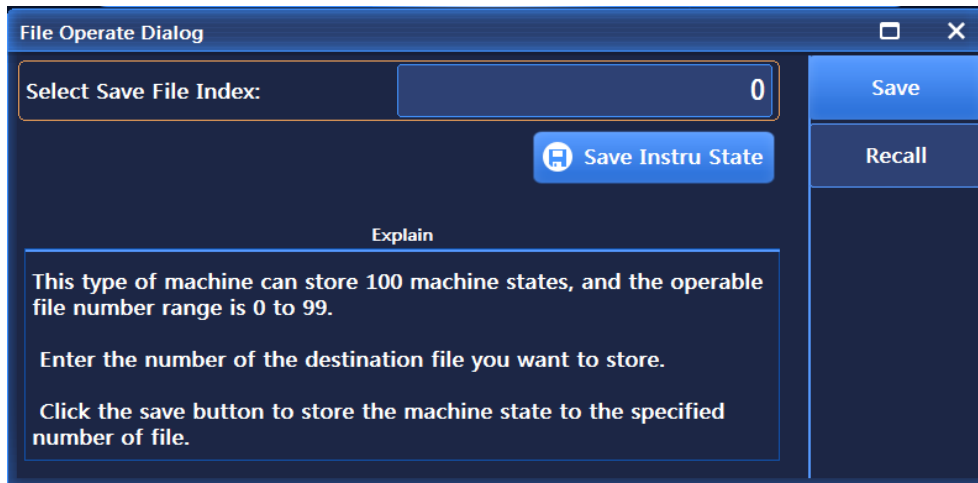 File Operate Dialog
Select Save File Index:
0
Save
Save Instru State
Recall
Explain
This type of machine can store 100 machine states, and the operable
file number range is 0 to 99.
Enter the number of the destination file you want to store.
Click the save button to store the machine state to the specified
number of file.